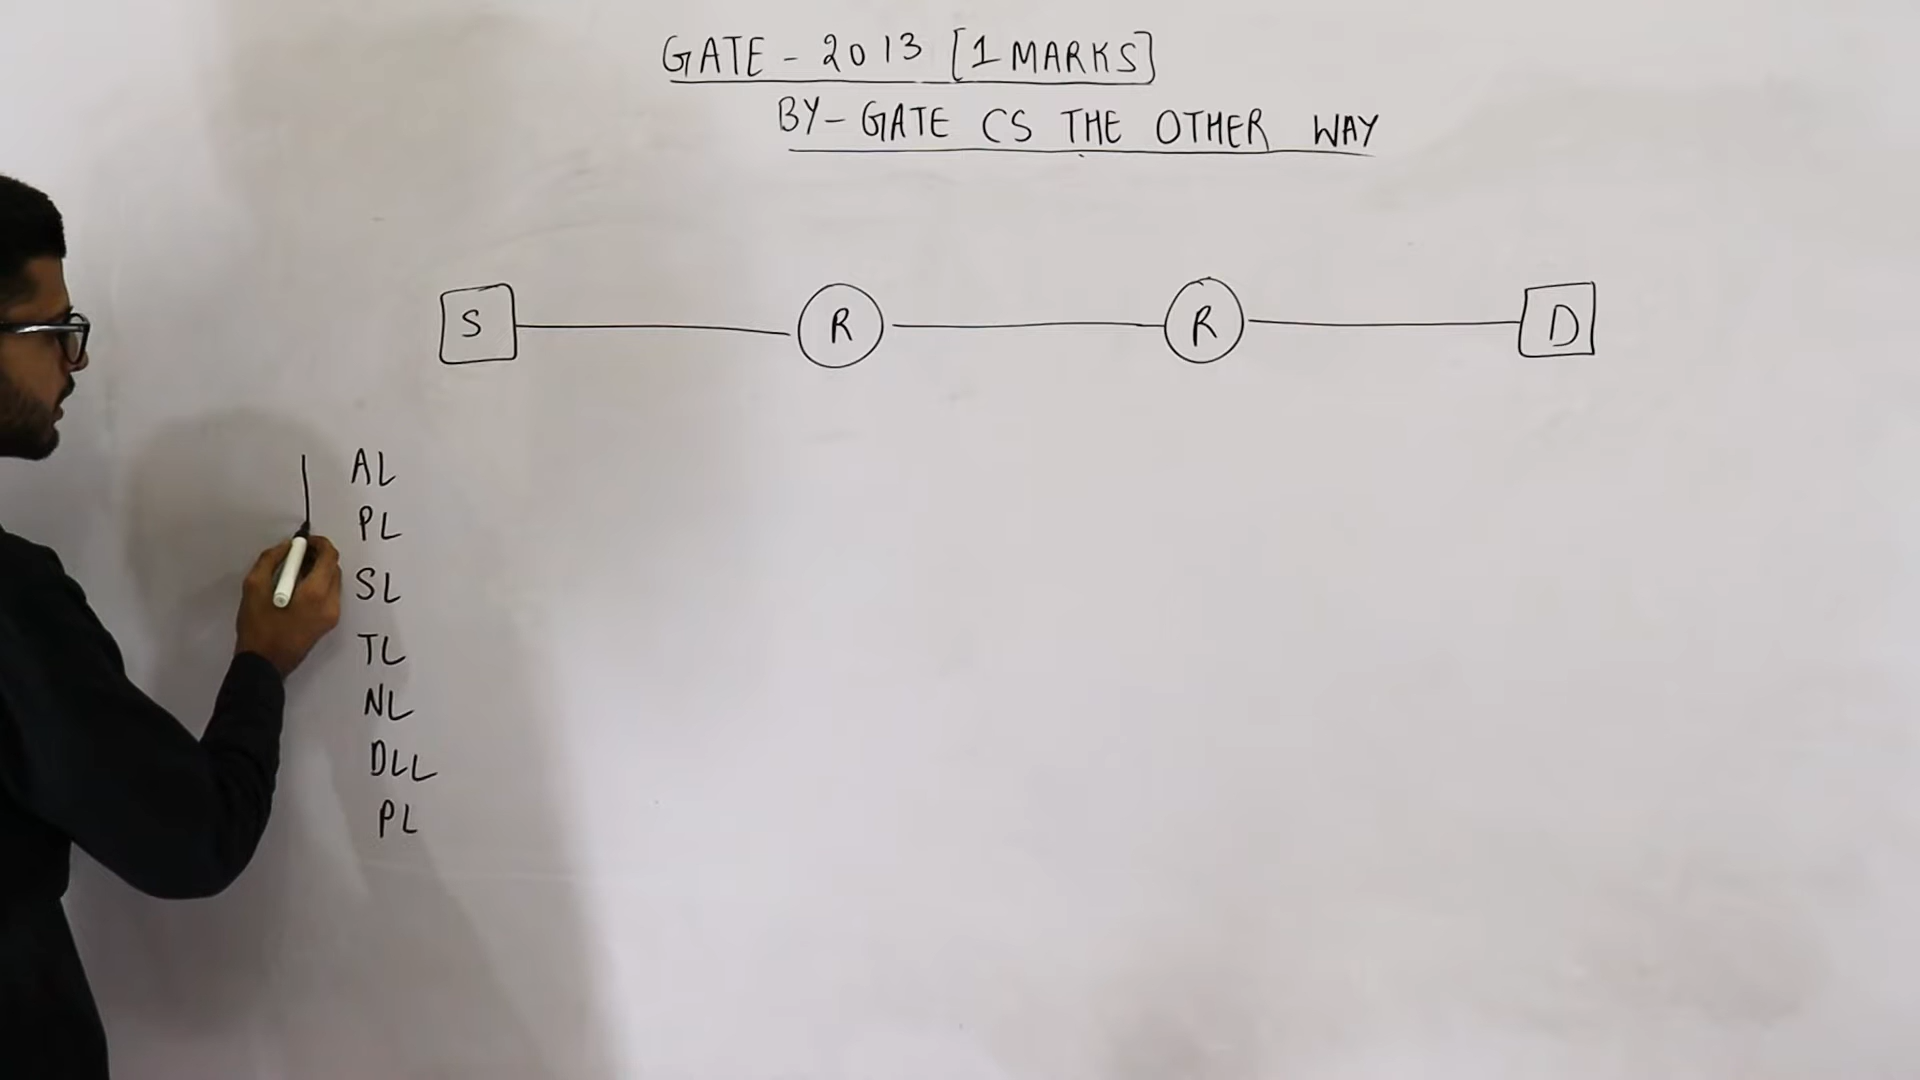 GATE - 2013 [1 MARKS]
BY - GATE CS THE OTHER WAY
S R R D
AL
PL
SL
TL
NL
DLL
PL